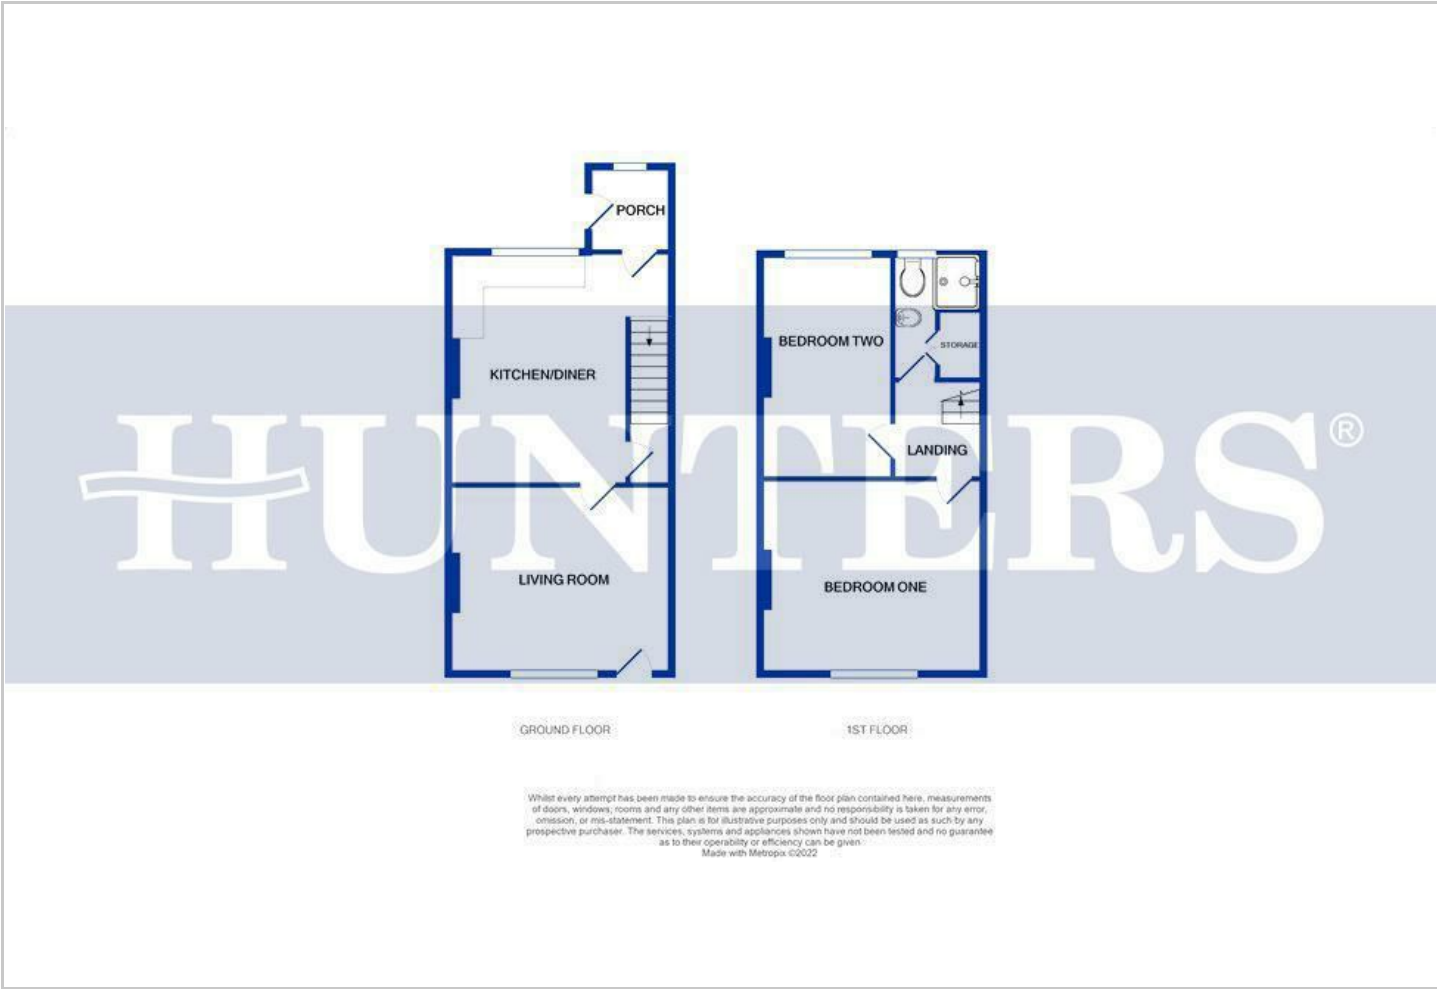 PORCH
KITCHEN/DINER
LIVING ROOM
BEDROOM TWO
STORAGE
LANDING
BEDROOM ONE
HUNTERS®
GROUND FLOOR
1ST FLOOR
Whilst every attempt has been made to ensure the accuracy of the floor plan contained here, measurements
of doors, windows, rooms and any other items are approximate and no responsibility is taken for any error,
omission, or mis-statement. This plan is for illustrative purposes only and should be used as such by any
prospective purchaser. The services, systems and appliances shown have not been tested and no guarantee
as to their operability or efficiency can be given
Made with Metropix ©2022